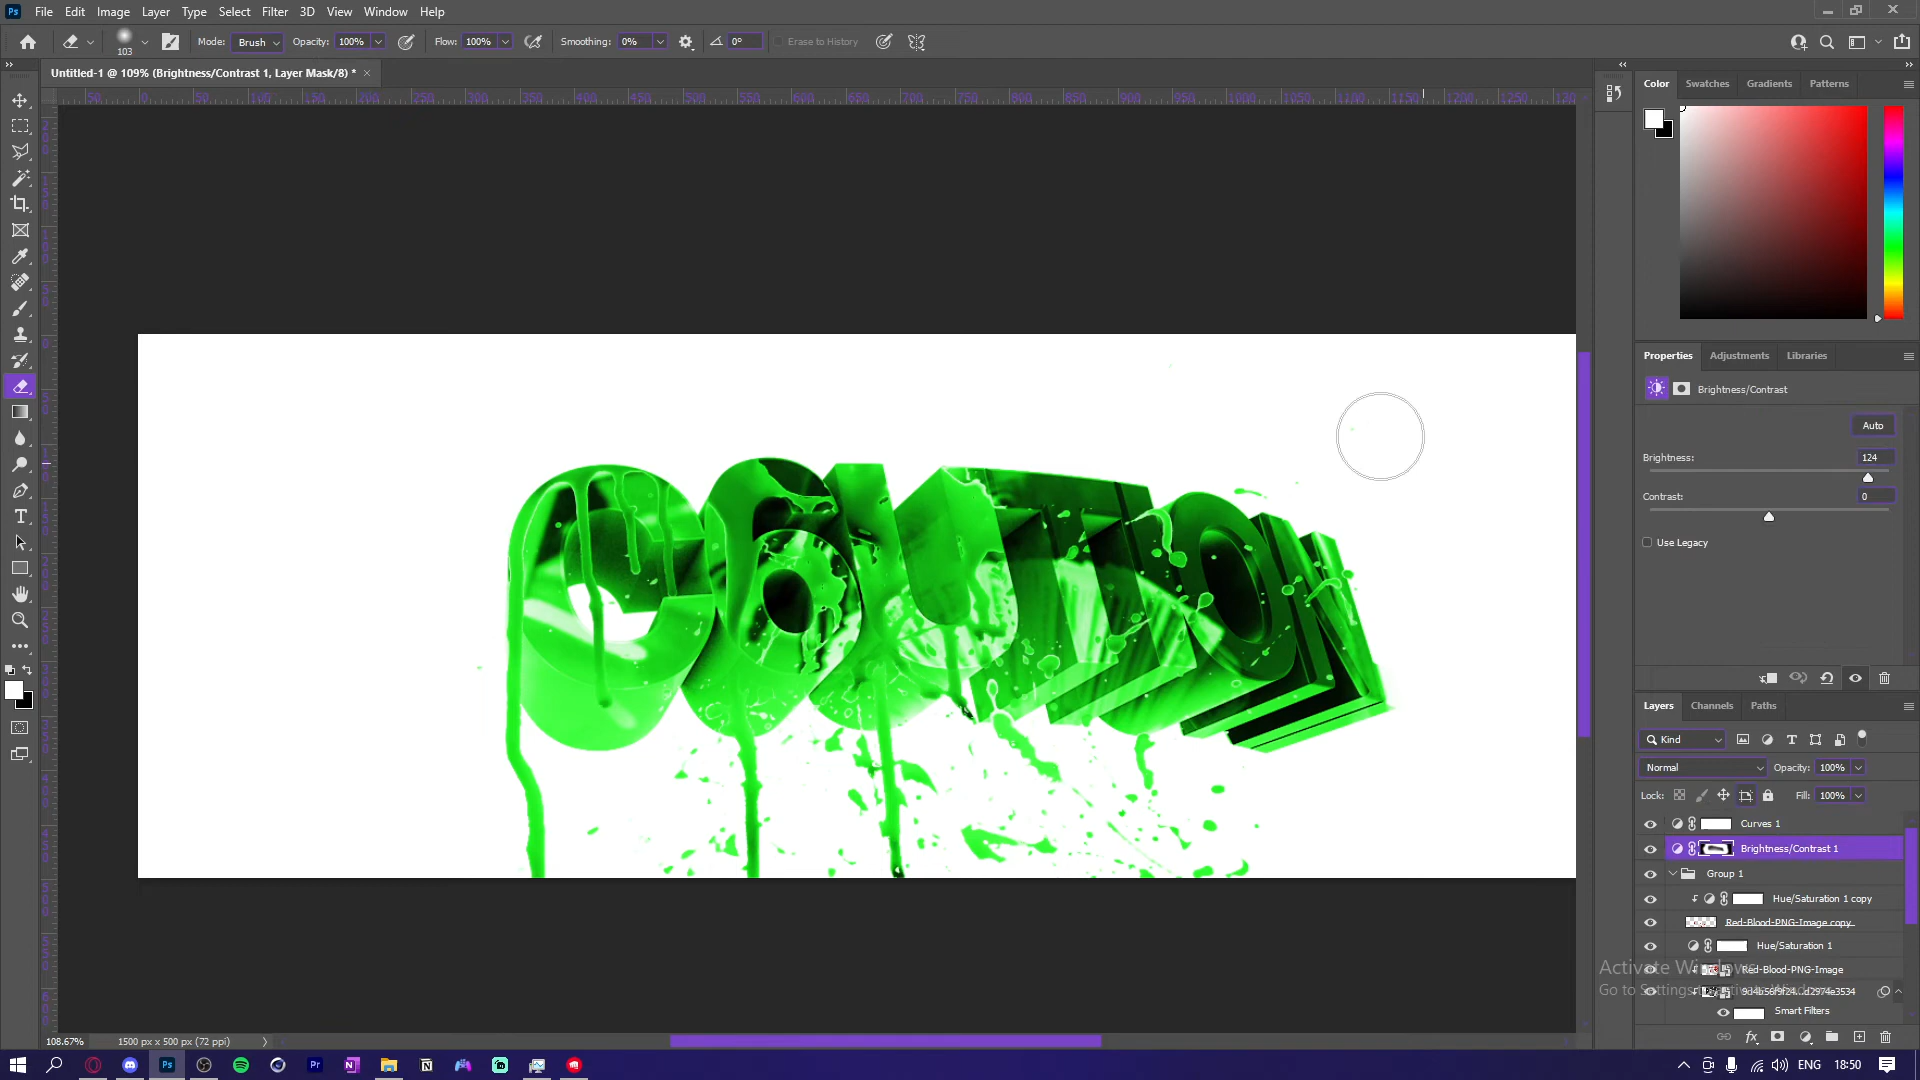 Ps File Edit Image Layer Type Select Filter 3D View Window Help
103 Mode: Brush Opacity: 100% Flow: 100% Smoothing: 0% 0° Erase to History
Untitled-1 @ 109% (Brightness/Contrast 1, Layer Mask/8) *
Color Swatches Gradients Patterns
Properties Adjustments Libraries
Brightness/Contrast
Auto
Brightness: 124
Contrast: 0
Use Legacy
Layers Channels Paths
Kind
Normal Opacity: 100%
Lock: Fill: 100%
Curves 1
Brightness/Contrast 1
Group 1
Hue/Saturation 1 copy
Red-Blood-PNG-Image copy
Hue/Saturation 1
Activate Windows
Red-Blood-PNG-Image
Smart Filters
108.67% 1500 px x 500 px (72 ppi)
ENG 18:50